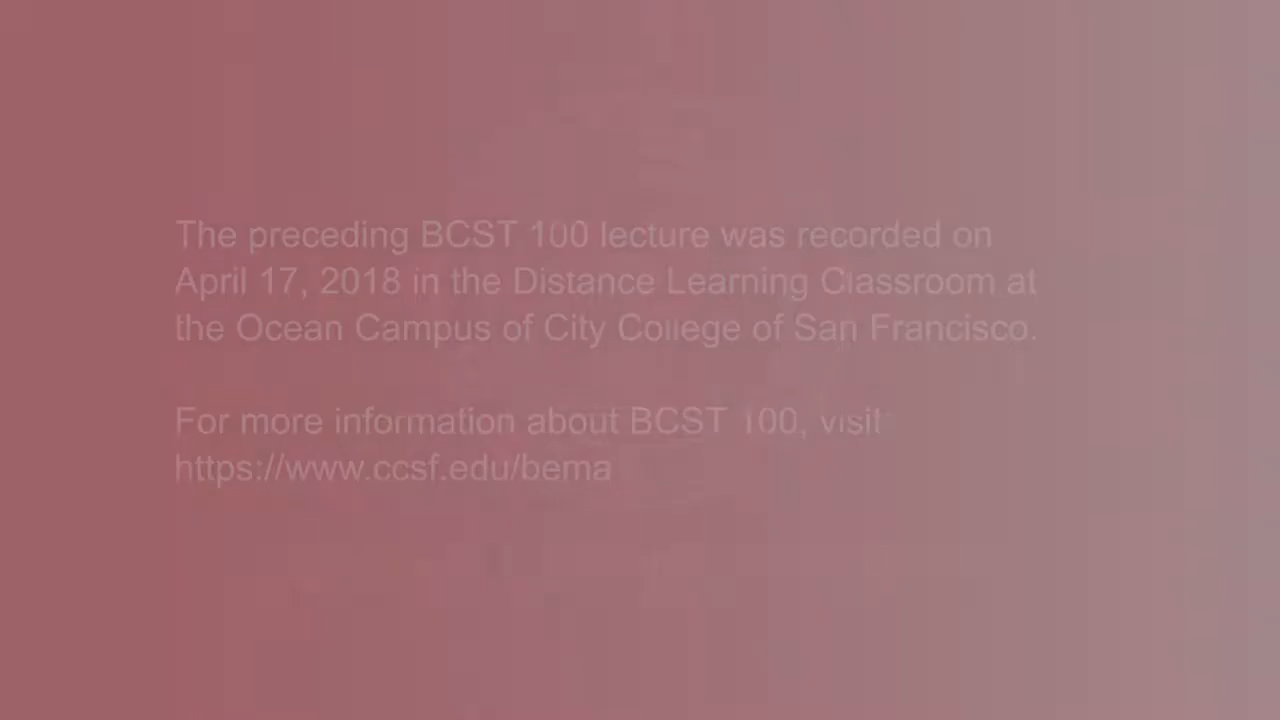 The preceding BCST 100 lecture was recorded on
April 17, 2018 in the Distance Learning Classroom at
the Ocean Campus of City College of San Francisco.
For more information about BCST 100, visit
https://www.ccsf.edu/bema